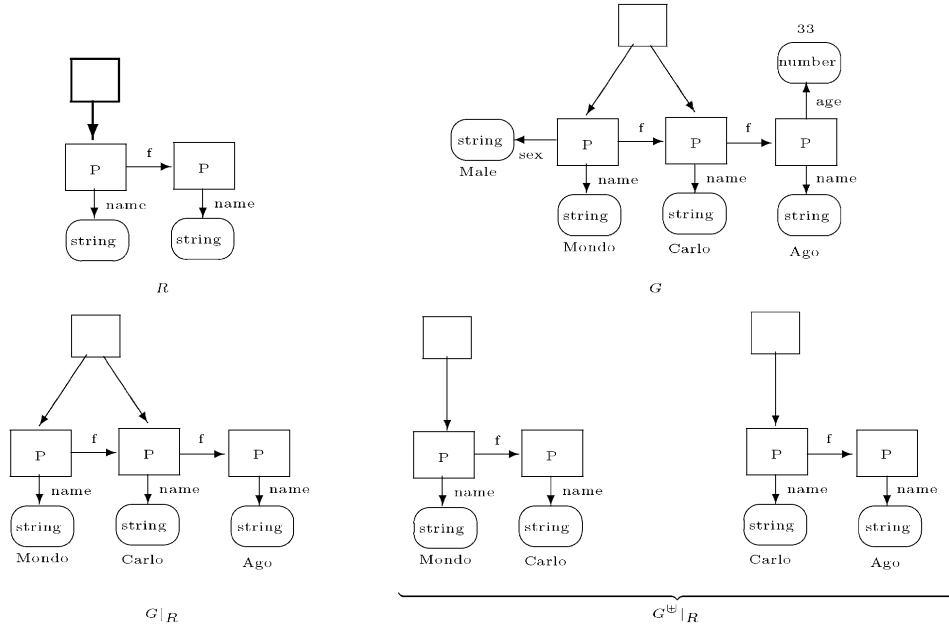 33
number
age
f
f
f
P
P
string
P
P
P
sex
Male
name
name
name
name
name
string
string
string
string
string
Mondo
Carlo
Ago
R
G
f
f
f
f
P
P
P
P
P
P
P
name
name
name
name
name
name
name
string
string
string
string
string
string
string
Mondo
Carlo
Ago
Mondo
Carlo
Carlo
Ago
G|R
G⊎|R